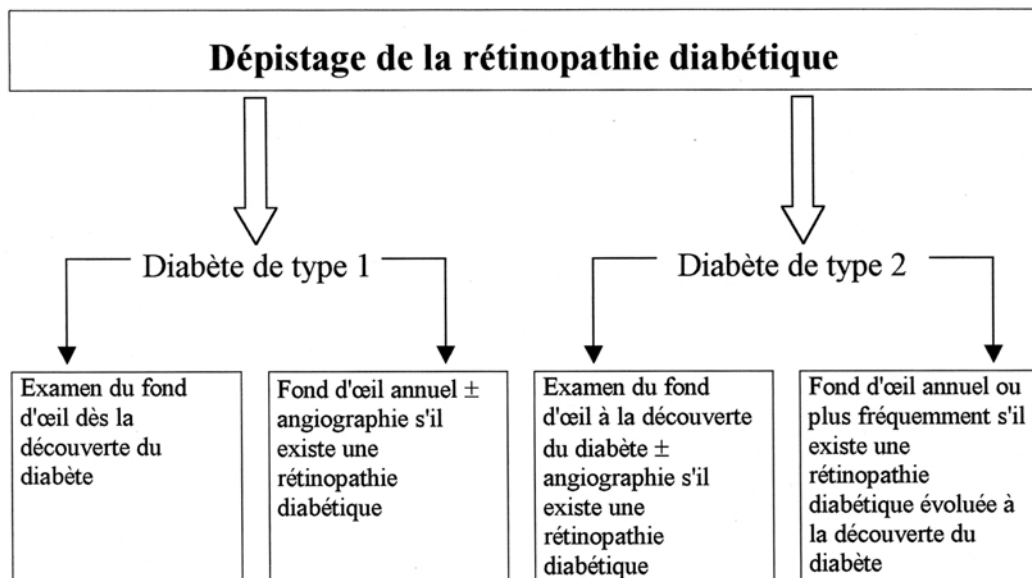 Dépistage de la rétinopathie diabétique
Diabète de type 1
Diabète de type 2
Examen du fond
d'œil dès la
découverte du
diabète
Fond d'œil annuel ±
angiographie s'il
existe une
rétinopathie
diabétique
Examen du fond
d'œil à la découverte
du diabète ±
angiographie s'il
existe une
rétinopathie
diabétique
Fond d'œil annuel ou
plus fréquemment s'il
existe une
rétinopathie
diabétique évoluée à
la découverte du
diabète